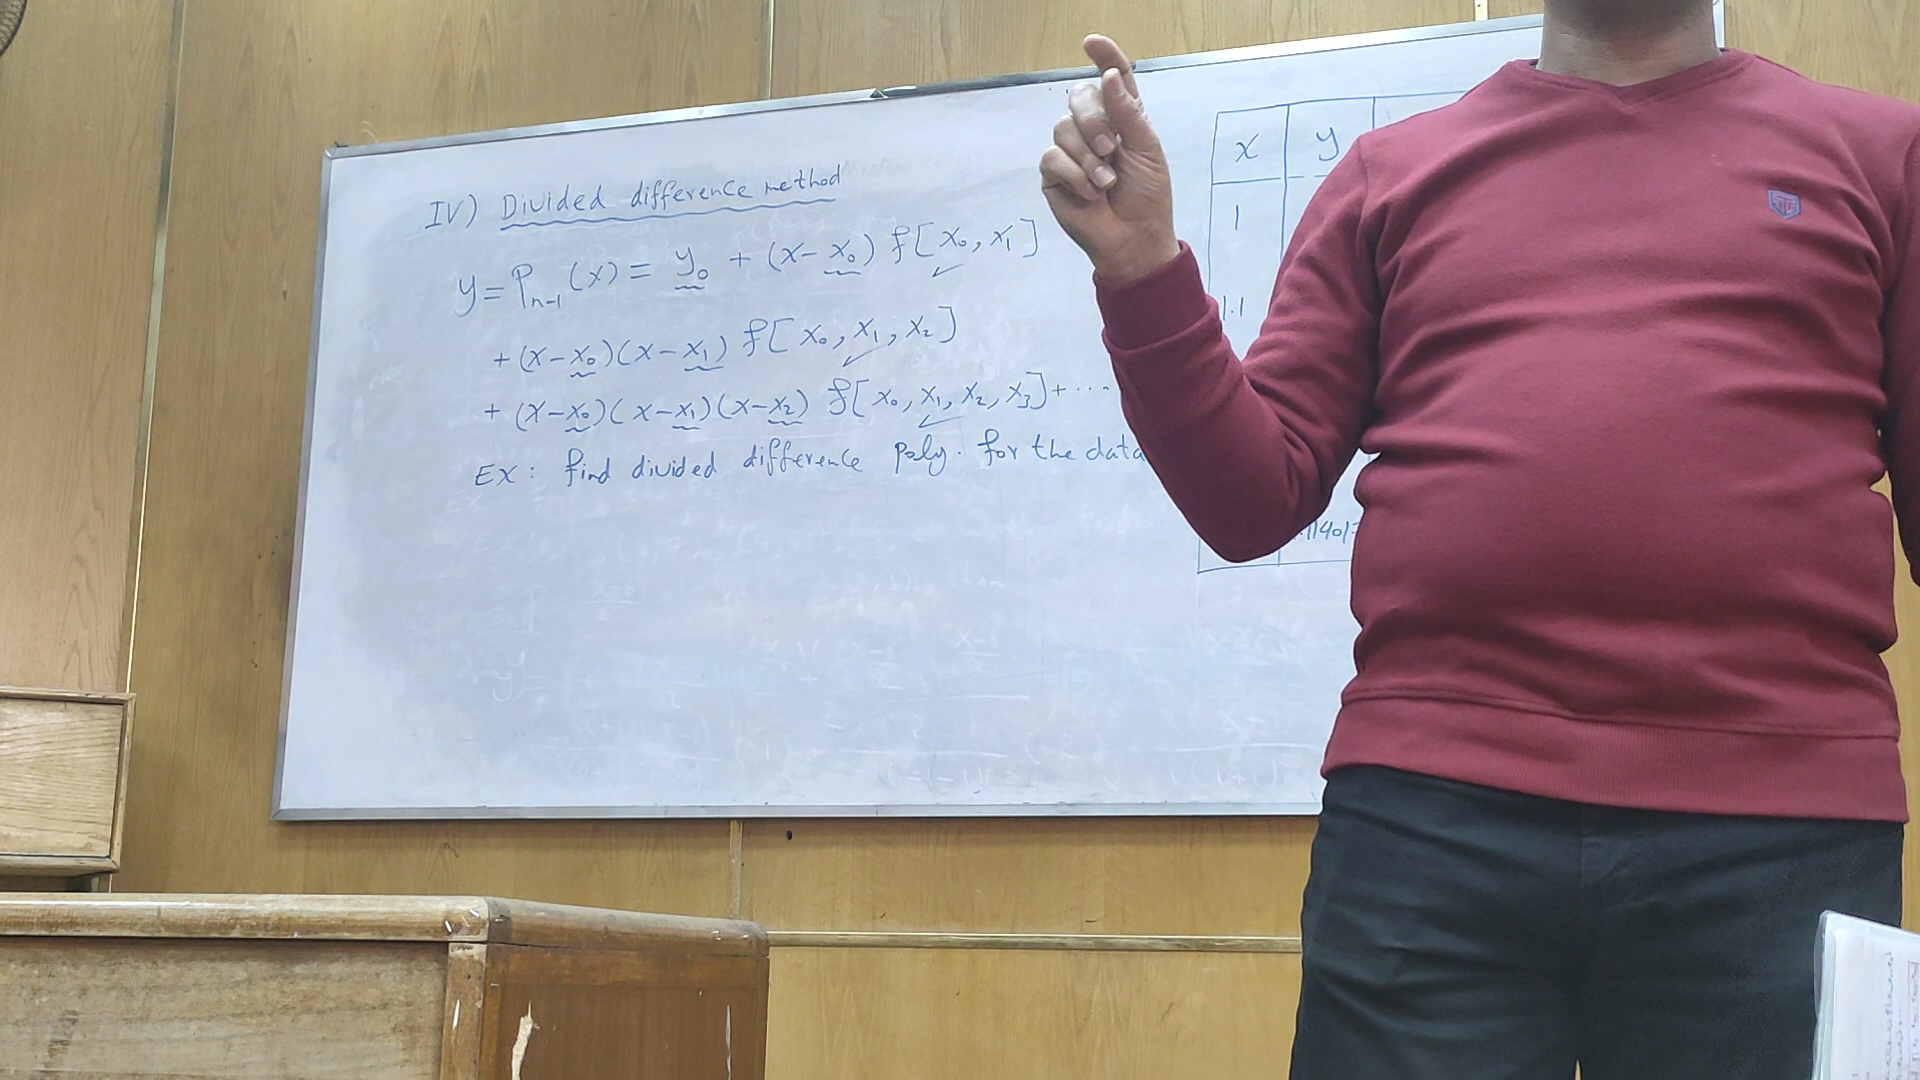 IV) Divided difference method
y = P_{n-1}(x) = y_0 + (x - x_0) f[x_0, x_1]
+ (x - x_0)(x - x_1) f[x_0, x_1, x_2]
+ (x - x_0)(x - x_1)(x - x_2) f[x_0, x_1, x_2, x_3] + ....
EX : find divided difference poly. for the data
x y
1
1.1